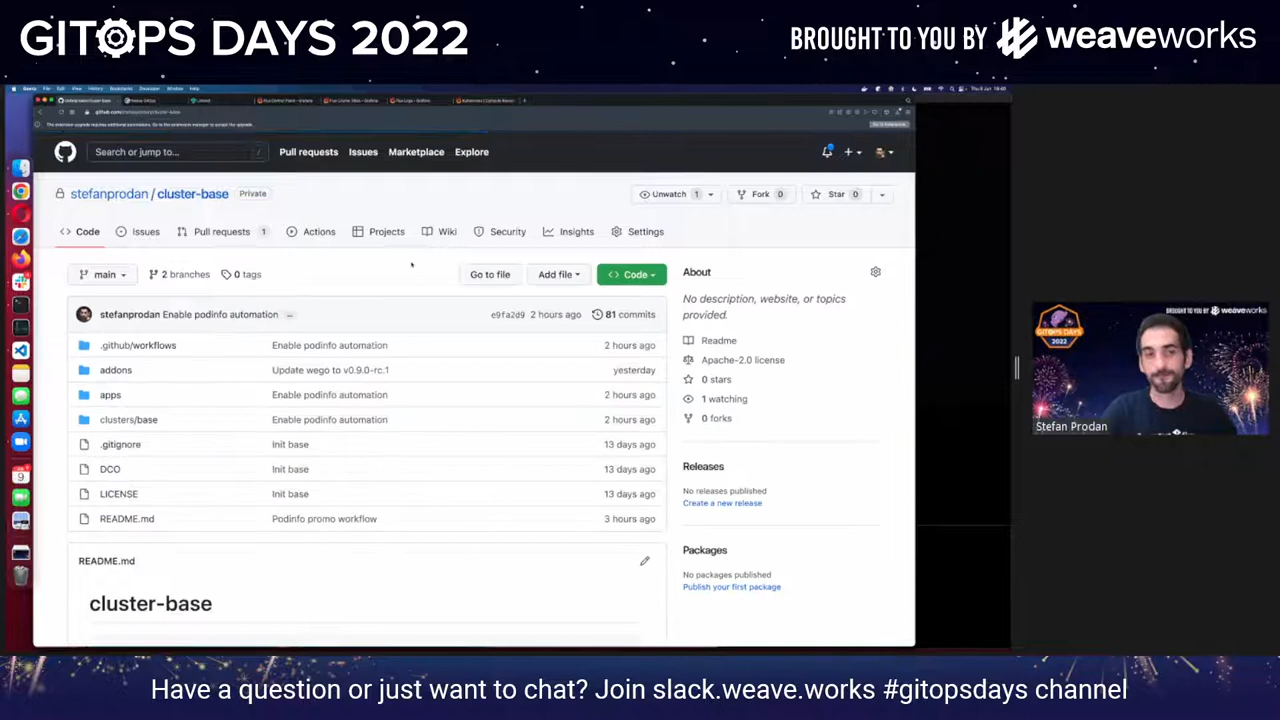 GITOPS DAYS 2022
BROUGHT TO YOU BY weaveworks
Search or jump to... /
Pull requests Issues Marketplace Explore
stefanprodan / cluster-base Private
Unwatch 1 Fork 0 Star 0
Code Issues Pull requests 1 Actions Projects Wiki Security Insights Settings
main 2 branches 0 tags
Go to file Add file Code
stefanprodan Enable podinfo automation ... e9fa2d9 2 hours ago 81 commits
.github/workflows Enable podinfo automation 2 hours ago
addons Update wego to v0.9.0-rc.1 yesterday
apps Enable podinfo automation 2 hours ago
clusters/base Enable podinfo automation 2 hours ago
.gitignore Init base 13 days ago
DCO Init base 13 days ago
LICENSE Init base 13 days ago
README.md Podinfo promo workflow 3 hours ago
README.md
cluster-base
About
No description, website, or topics
provided.
Readme
Apache-2.0 license
0 stars
1 watching
0 forks
Releases
No releases published
Create a new release
Packages
No packages published
Publish your first package
BROUGHT TO YOU BY weaveworks
GITOPS DAYS
2022
Stefan Prodan
Have a question or just want to chat? Join slack.weave.works #gitopsdays channel